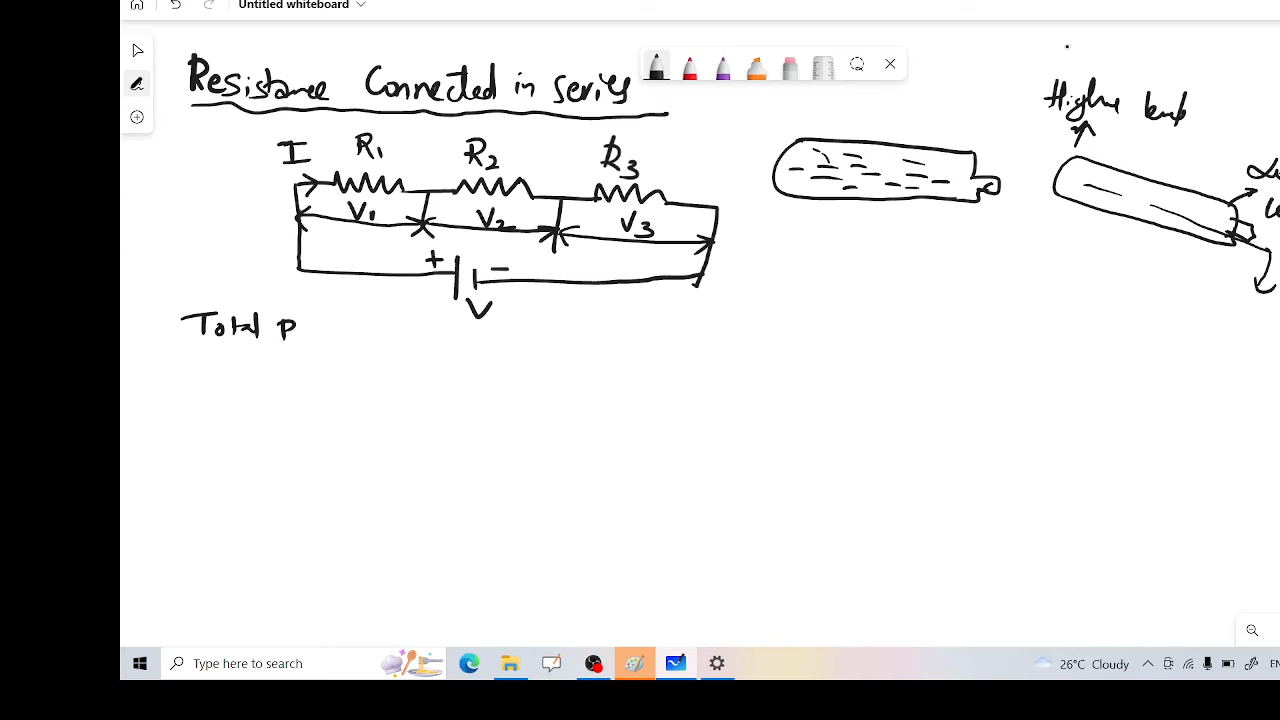 Untitled whiteboard
Resistance Connected in series
Higher
I R1 R2 R3
V1 V2 V3
+ −
V
Total p
Type here to search
26°C Cloudy